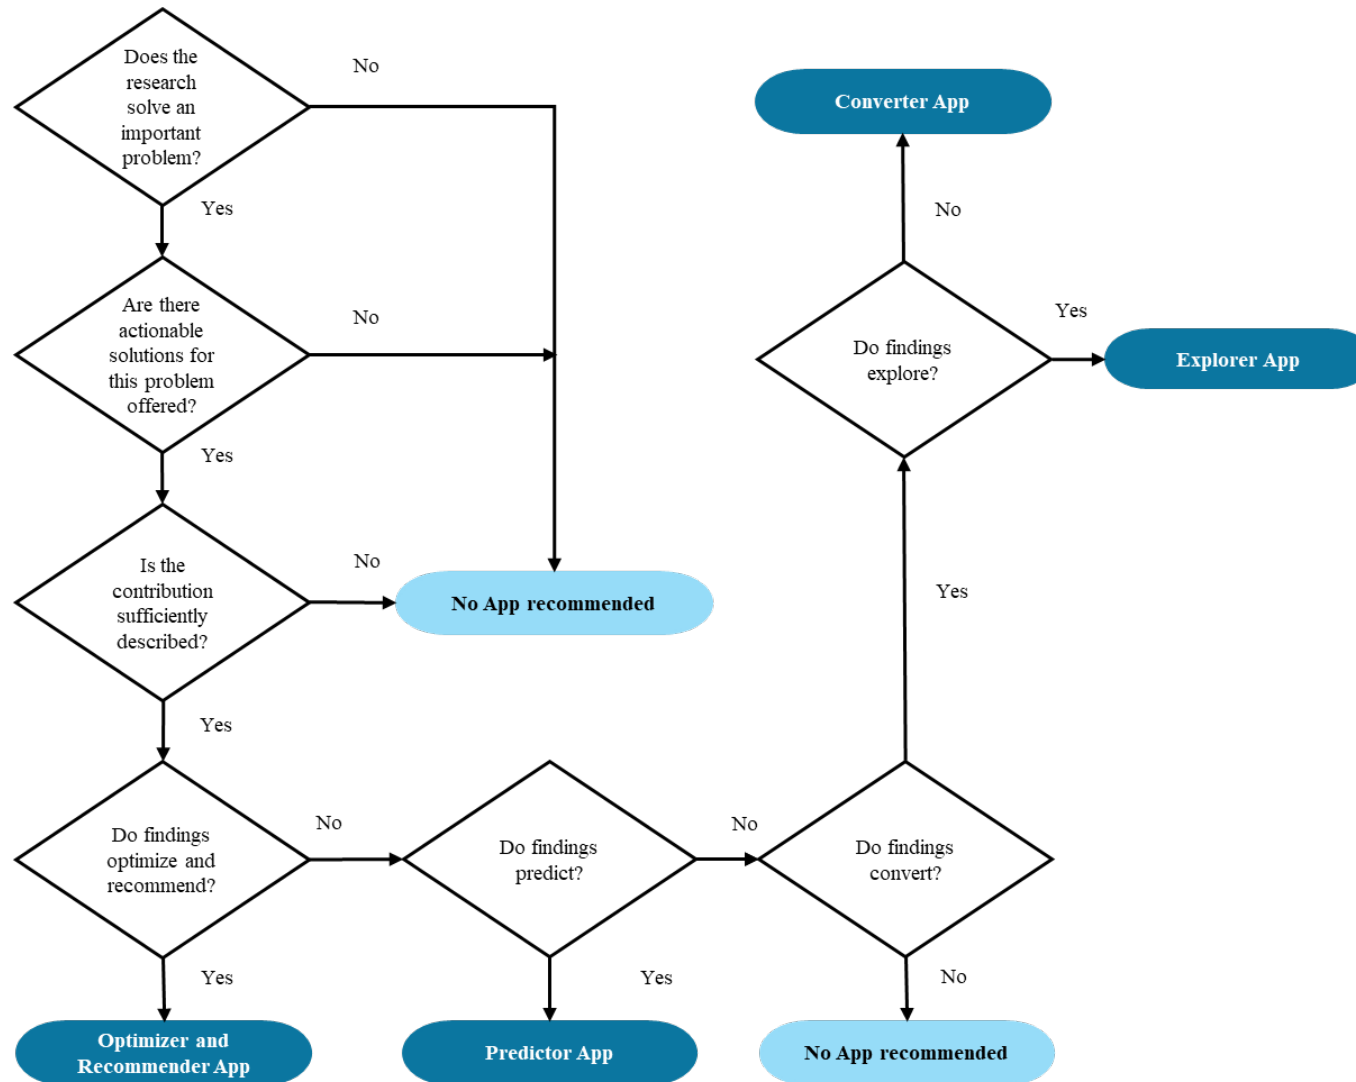 Does the
research
solve an
important
problem?
No
Yes
Are there
actionable
solutions for
this problem
offered?
No
Yes
Is the
contribution
sufficiently
described?
No
No App recommended
Yes
Do findings
optimize and
recommend?
No
Yes
Optimizer and
Recommender App
Do findings
predict?
No
Yes
Predictor App
Do findings
convert?
No
No App recommended
Yes
Do findings
explore?
Yes
Explorer App
No
Converter App